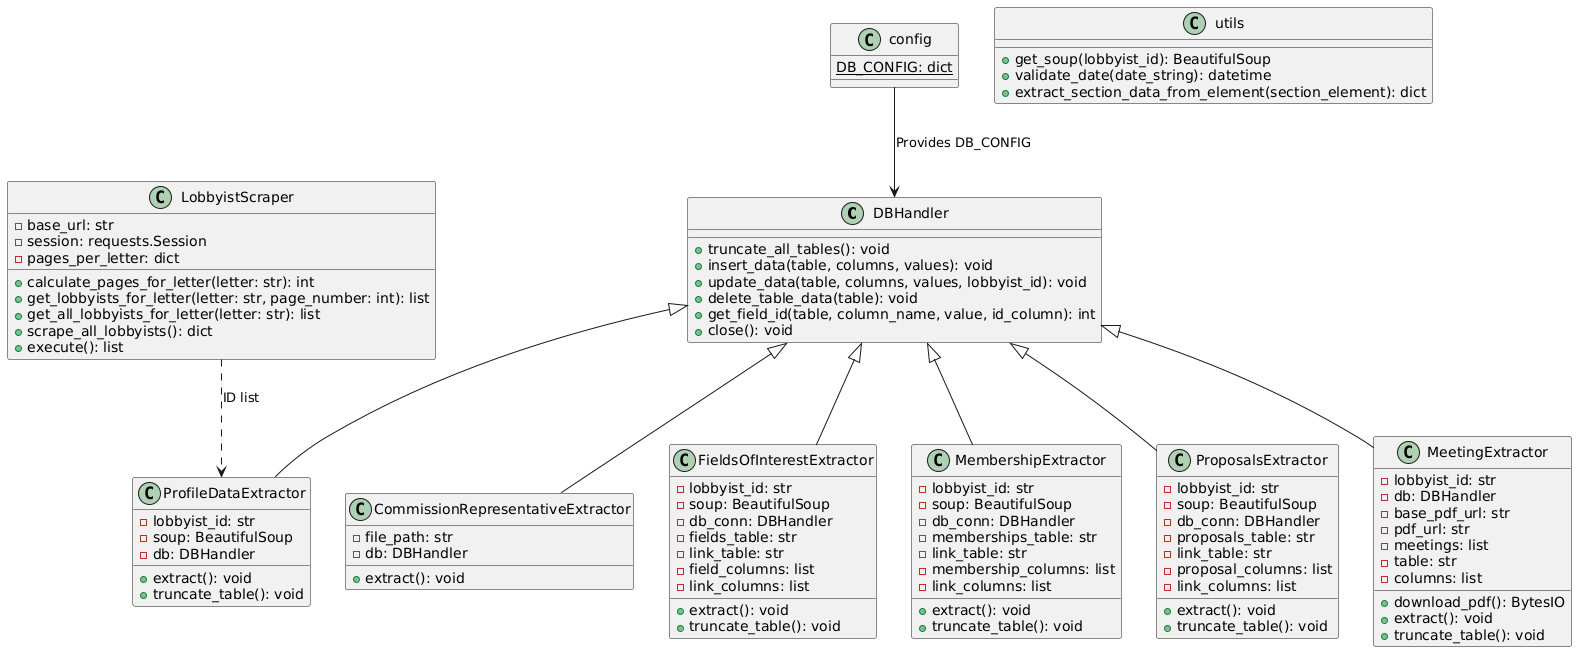 C utils
get_soup(lobbyist_id): BeautifulSoup
validate_date(date_string): datetime
extract_section_data_from_element(section_element): dict
C config
DB_CONFIG: dict
Provides DB_CONFIG
C LobbyistScraper
base_url: str
session: requests.Session
pages_per_letter: dict
calculate_pages_for_letter(letter: str): int
get_lobbyists_for_letter(letter: str, page_number: int): list
get_all_lobbyists_for_letter(letter: str): list
scrape_all_lobbyists(): dict
execute(): list
C DBHandler
truncate_all_tables(): void
insert_data(table, columns, values): void
update_data(table, columns, values, lobbyist_id): void
delete_table_data(table): void
get_field_id(table, column_name, value, id_column): int
close(): void
ID list
C ProfileDataExtractor
lobbyist_id: str
soup: BeautifulSoup
db: DBHandler
extract(): void
truncate_table(): void
C CommissionRepresentativeExtractor
file_path: str
db: DBHandler
extract(): void
C FieldsOfInterestExtractor
lobbyist_id: str
soup: BeautifulSoup
db_conn: DBHandler
fields_table: str
link_table: str
field_columns: list
link_columns: list
extract(): void
truncate_table(): void
C MembershipExtractor
lobbyist_id: str
soup: BeautifulSoup
db_conn: DBHandler
memberships_table: str
link_table: str
membership_columns: list
link_columns: list
extract(): void
truncate_table(): void
C ProposalsExtractor
lobbyist_id: str
soup: BeautifulSoup
db_conn: DBHandler
proposals_table: str
link_table: str
proposal_columns: list
link_columns: list
extract(): void
truncate_table(): void
C MeetingExtractor
lobbyist_id: str
db: DBHandler
base_pdf_url: str
pdf_url: str
meetings: list
table: str
columns: list
download_pdf(): BytesIO
extract(): void
truncate_table(): void